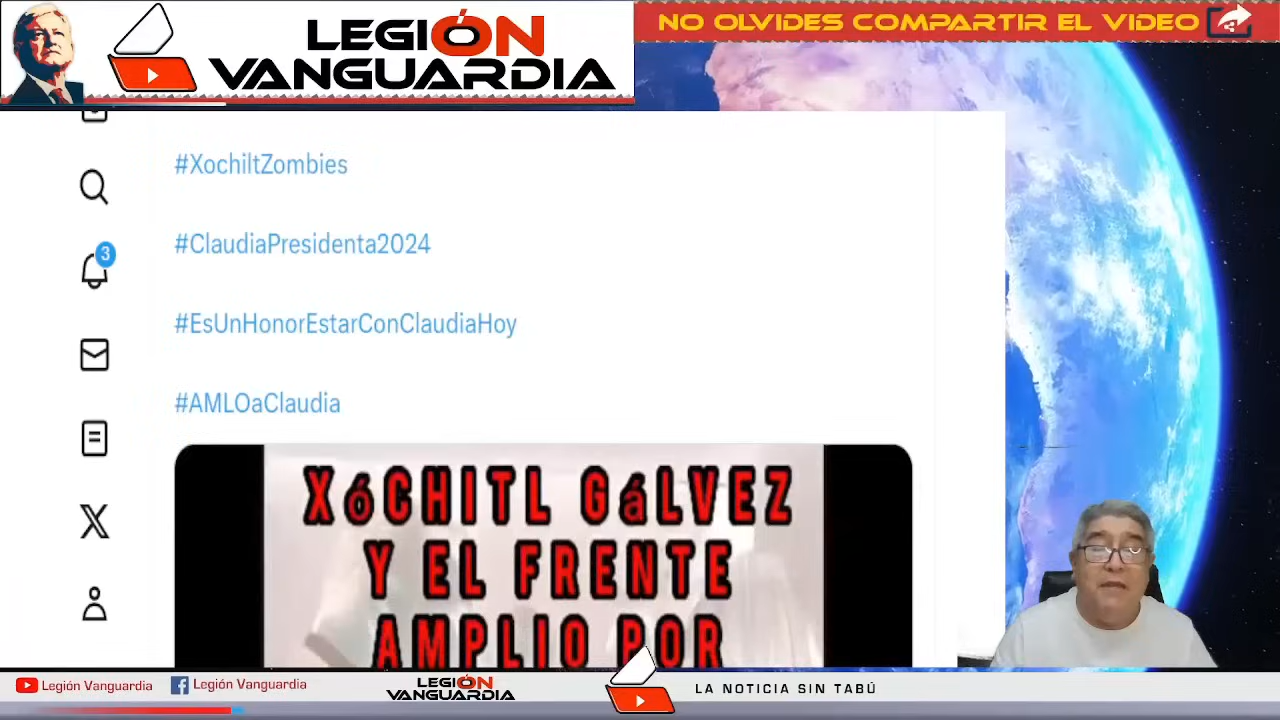 LEGIÓN
VANGUARDIA
NO OLVIDES COMPARTIR EL VIDEO
#XochiltZombies
3
#ClaudiaPresidenta2024
#EsUnHonorEstarConClaudiaHoy
#AMLOaClaudia
XóCHITL GáLVEZ
Y EL FRENTE
AMPLIO POR
Legión Vanguardia
Legión Vanguardia
LEGIÓN
VANGUARDIA
LA NOTICIA SIN TABÚ